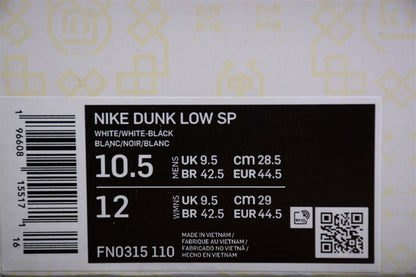 NIKE DUNK LOW SP
WHITE/WHITE-BLACK
BLANC/NOIR/BLANC
10.5 MENS UK 9.5 cm 28.5
BR 42.5 EUR 44.5
12 WMNS UK 9.5 cm 29
BR 42.5 EUR 44.5
FN0315 110
MADE IN VIETNAM /
FABRIQUE AU VIETNAM /
FABRICADO NO VIETNÃ /
HECHO EN VIETNAM
1 96608 15517 1
16